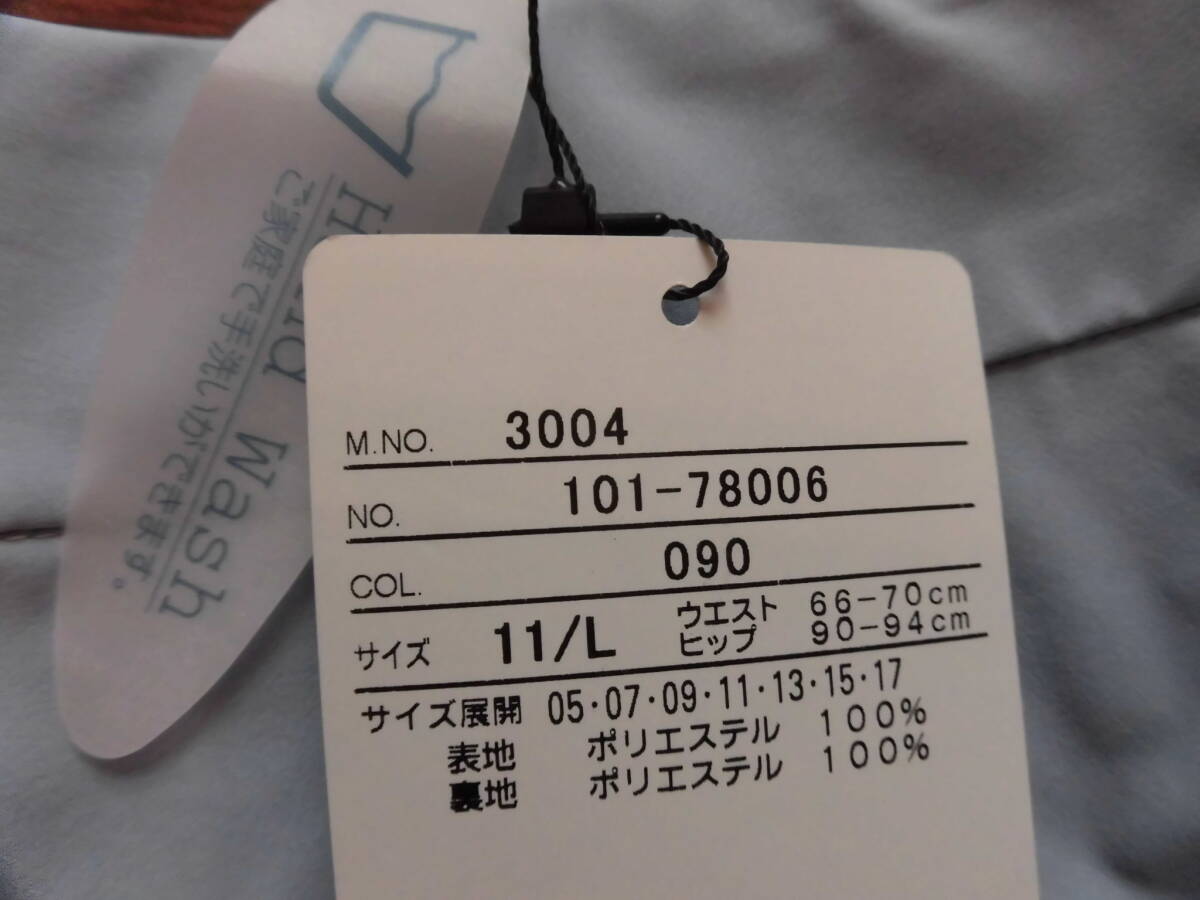 Hand Wash
ご家庭で手洗いができます。
M.NO. 3004
NO. 101-78006
COL. 090
サイズ 11/L ウエスト 66-70cm
ヒップ 90-94cm
サイズ展開 05・07・09・11・13・15・17
表地 ポリエステル 100%
裏地 ポリエステル 100%